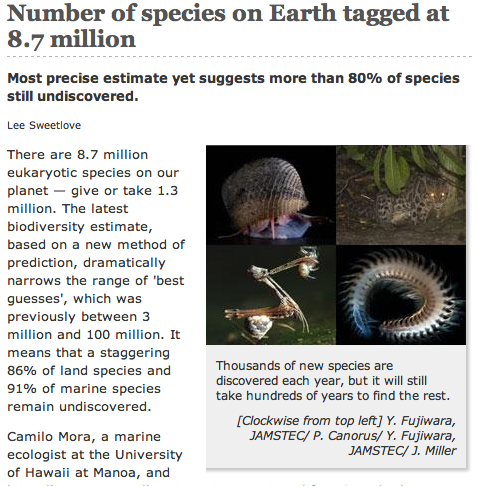 Number of species on Earth tagged at
8.7 million
Most precise estimate yet suggests more than 80% of species
still undiscovered.
Lee Sweetlove
There are 8.7 million
eukaryotic species on our
planet — give or take 1.3
million. The latest
biodiversity estimate,
based on a new method of
prediction, dramatically
narrows the range of 'best
guesses', which was
previously between 3
million and 100 million. It
means that a staggering
86% of land species and
91% of marine species
remain undiscovered.
Camilo Mora, a marine
ecologist at the University
of Hawaii at Manoa, and
Thousands of new species are
discovered each year, but it will still
take hundreds of years to find the rest.
[Clockwise from top left] Y. Fujiwara,
JAMSTEC/ P. Canorus/ Y. Fujiwara,
JAMSTEC/ J. Miller